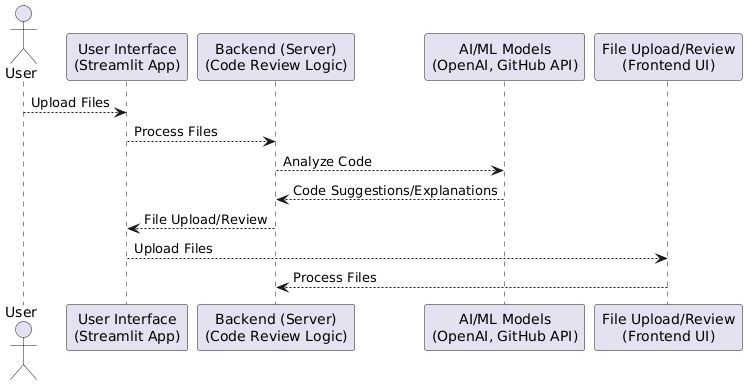 User
User Interface
(Streamlit App)
Backend (Server)
(Code Review Logic)
AI/ML Models
(OpenAI, GitHub API)
File Upload/Review
(Frontend UI)
Upload Files
Process Files
Analyze Code
Code Suggestions/Explanations
File Upload/Review
Upload Files
Process Files
User
User Interface
(Streamlit App)
Backend (Server)
(Code Review Logic)
AI/ML Models
(OpenAI, GitHub API)
File Upload/Review
(Frontend UI)